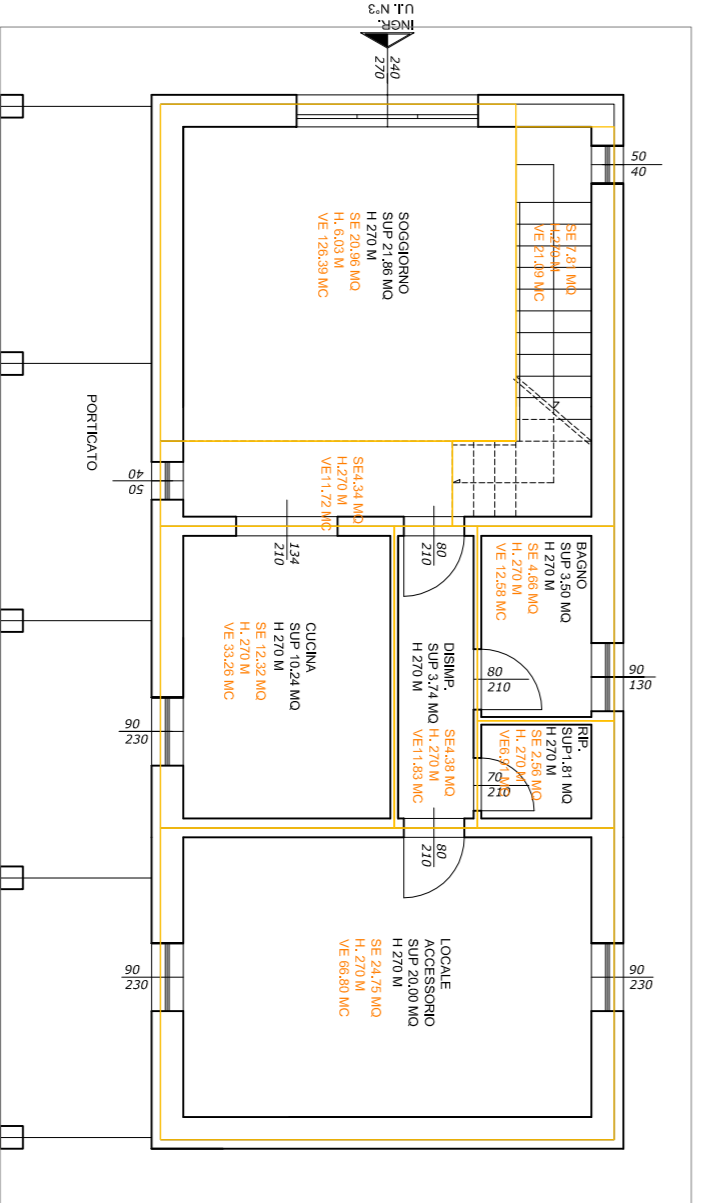 INGR.
U.I. N°3
240
270
50
40
SE 7.81 MQ
H.270 M
VE 21.09 MC
SOGGIORNO
SUP 21.86 MQ
H 270 M
SE 20.96 MQ
H. 6.03 M
VE 126.39 MC
PORTICATO
40
50
SE4.34 MQ
H.270 M
VE11.72 MC
134
210
80
210
BAGNO
SUP 3.50 MQ
H 270 M
SE 4.66 MQ
H. 270 M
VE 12.58 MC
90
130
80
210
DISIMP.
SUP 3.74 MQ
H 270 M
SE4.38 MQ
H. 270 M
VE11.83 MC
CUCINA
SUP 10.24 MQ
H 270 M
SE 12.32 MQ
H. 270 M
VE 33.26 MC
90
230
RIP.
SUP1.81 MQ
H 270 M
SE 2.56 MQ
H. 270 M
VE6.91 MC
70
210
80
210
LOCALE
ACCESSORIO
SUP 20.00 MQ
H 270 M
SE 24.75 MQ
H. 270 M
VE 66.80 MC
90
230
90
230